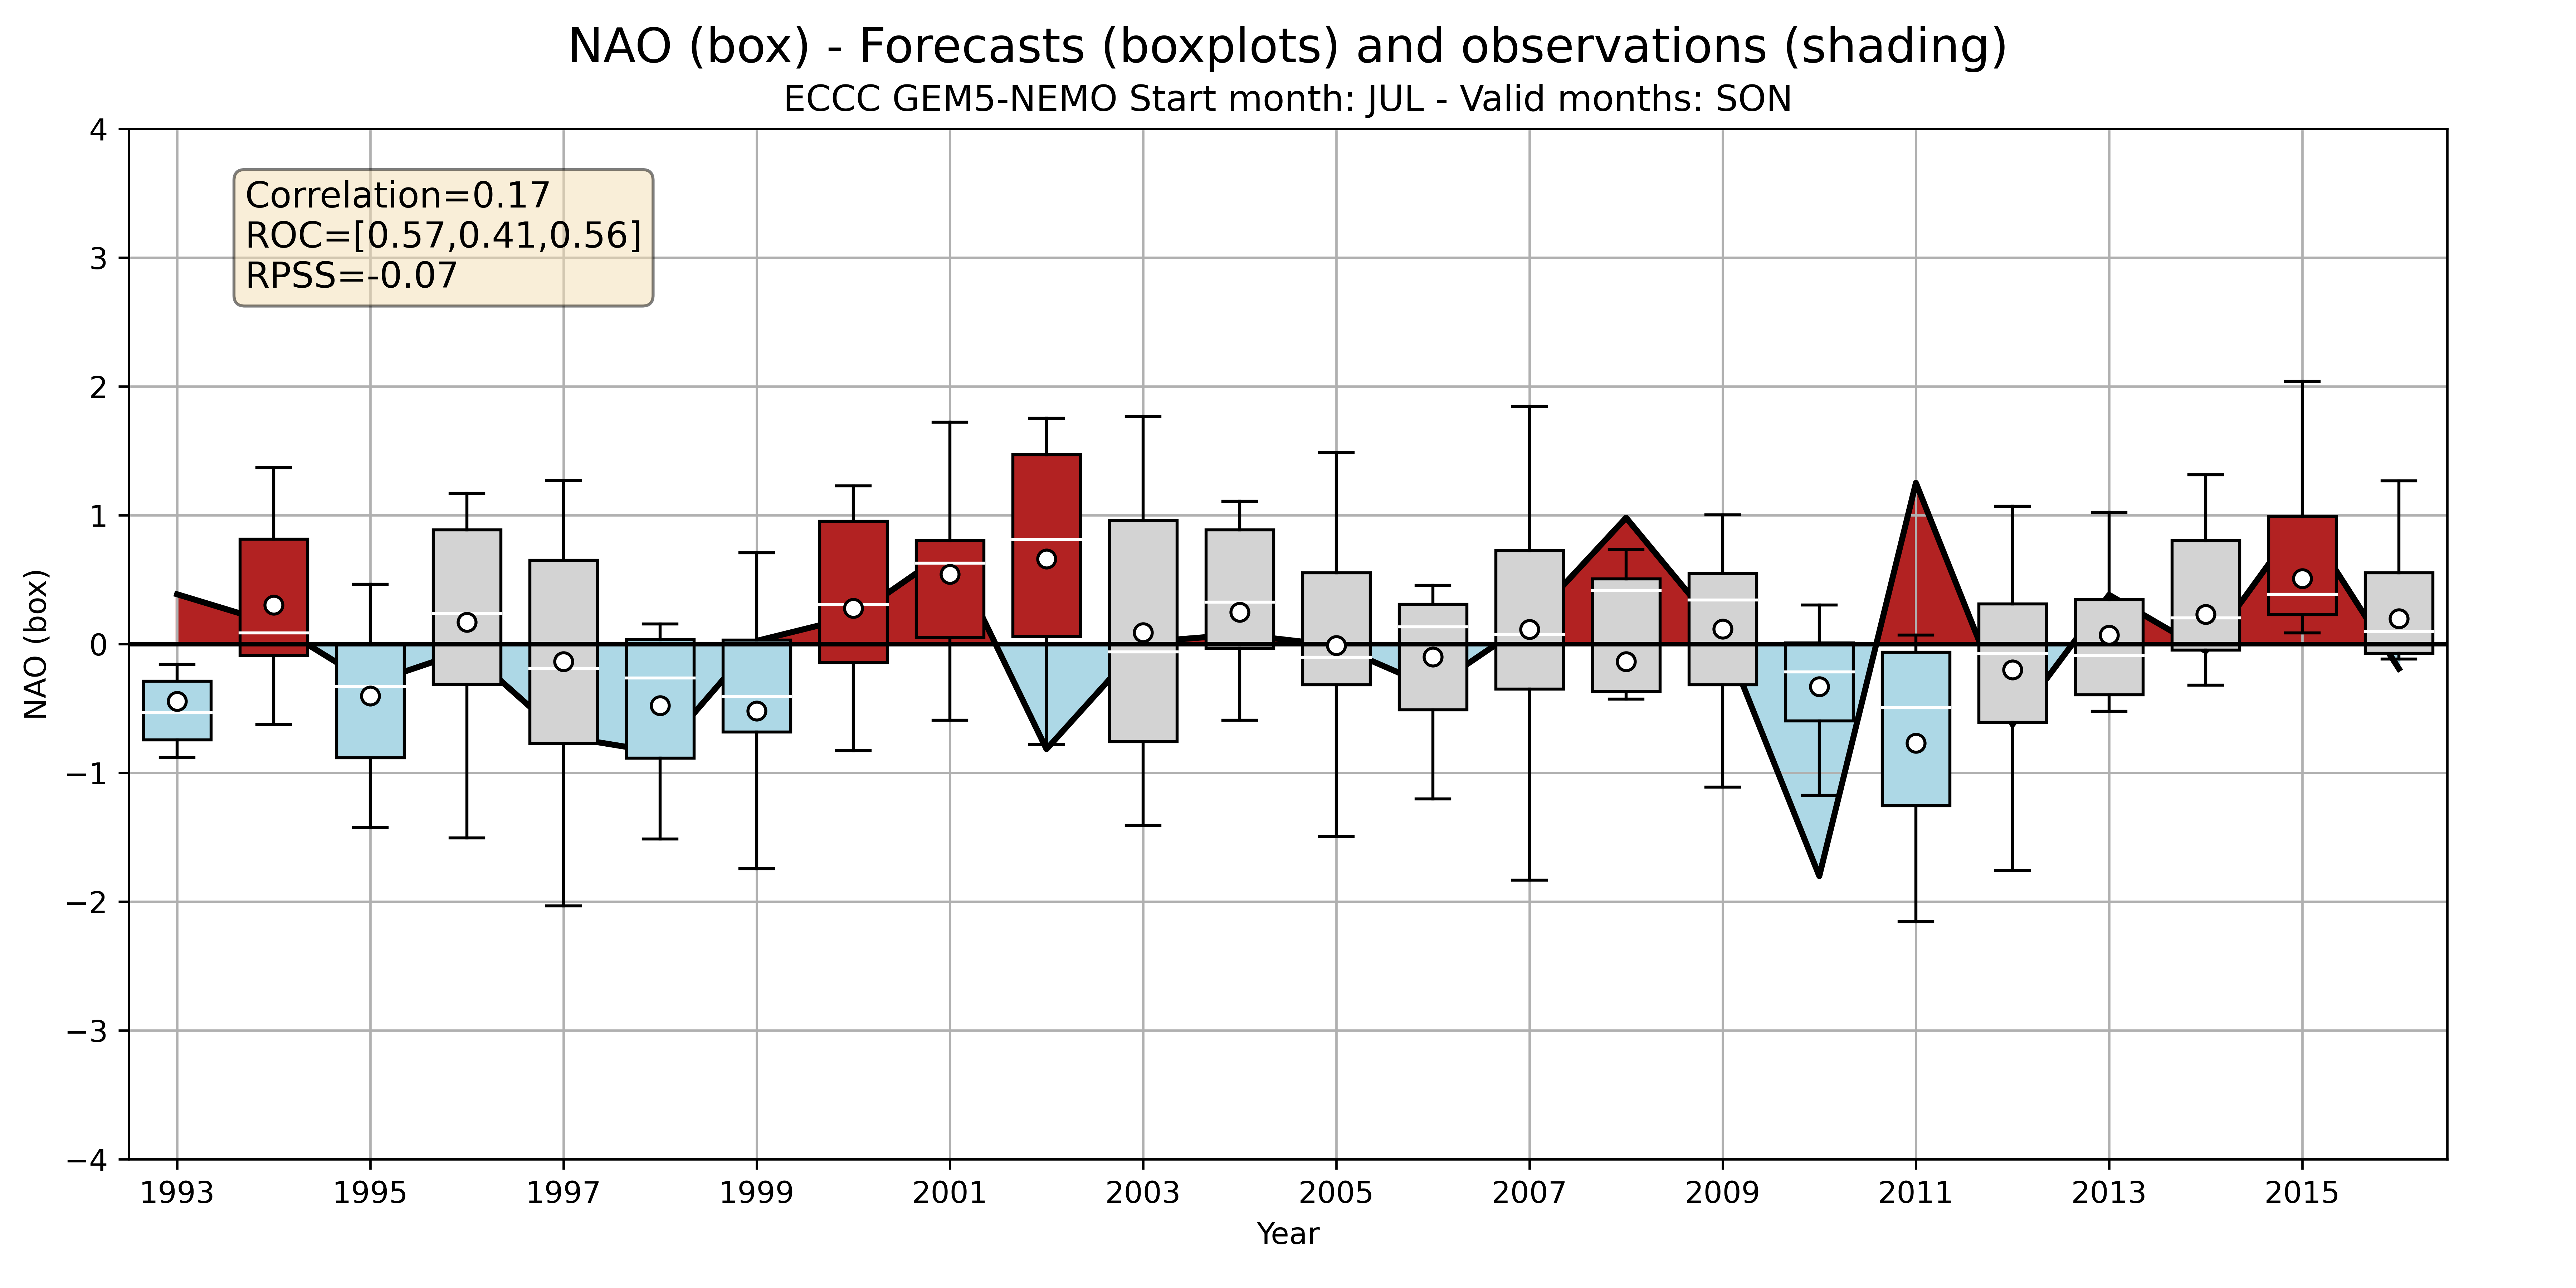 NAO (box) - Forecasts (boxplots) and observations (shading)
ECCC GEM5-NEMO Start month: JUL - Valid months: SON
Correlation=0.17
ROC=[0.57,0.41,0.56]
RPSS=-0.07
NAO (box)
4
3
2
1
0
−1
−2
−3
−4
1993 1995 1997 1999 2001 2003 2005 2007 2009 2011 2013 2015
Year